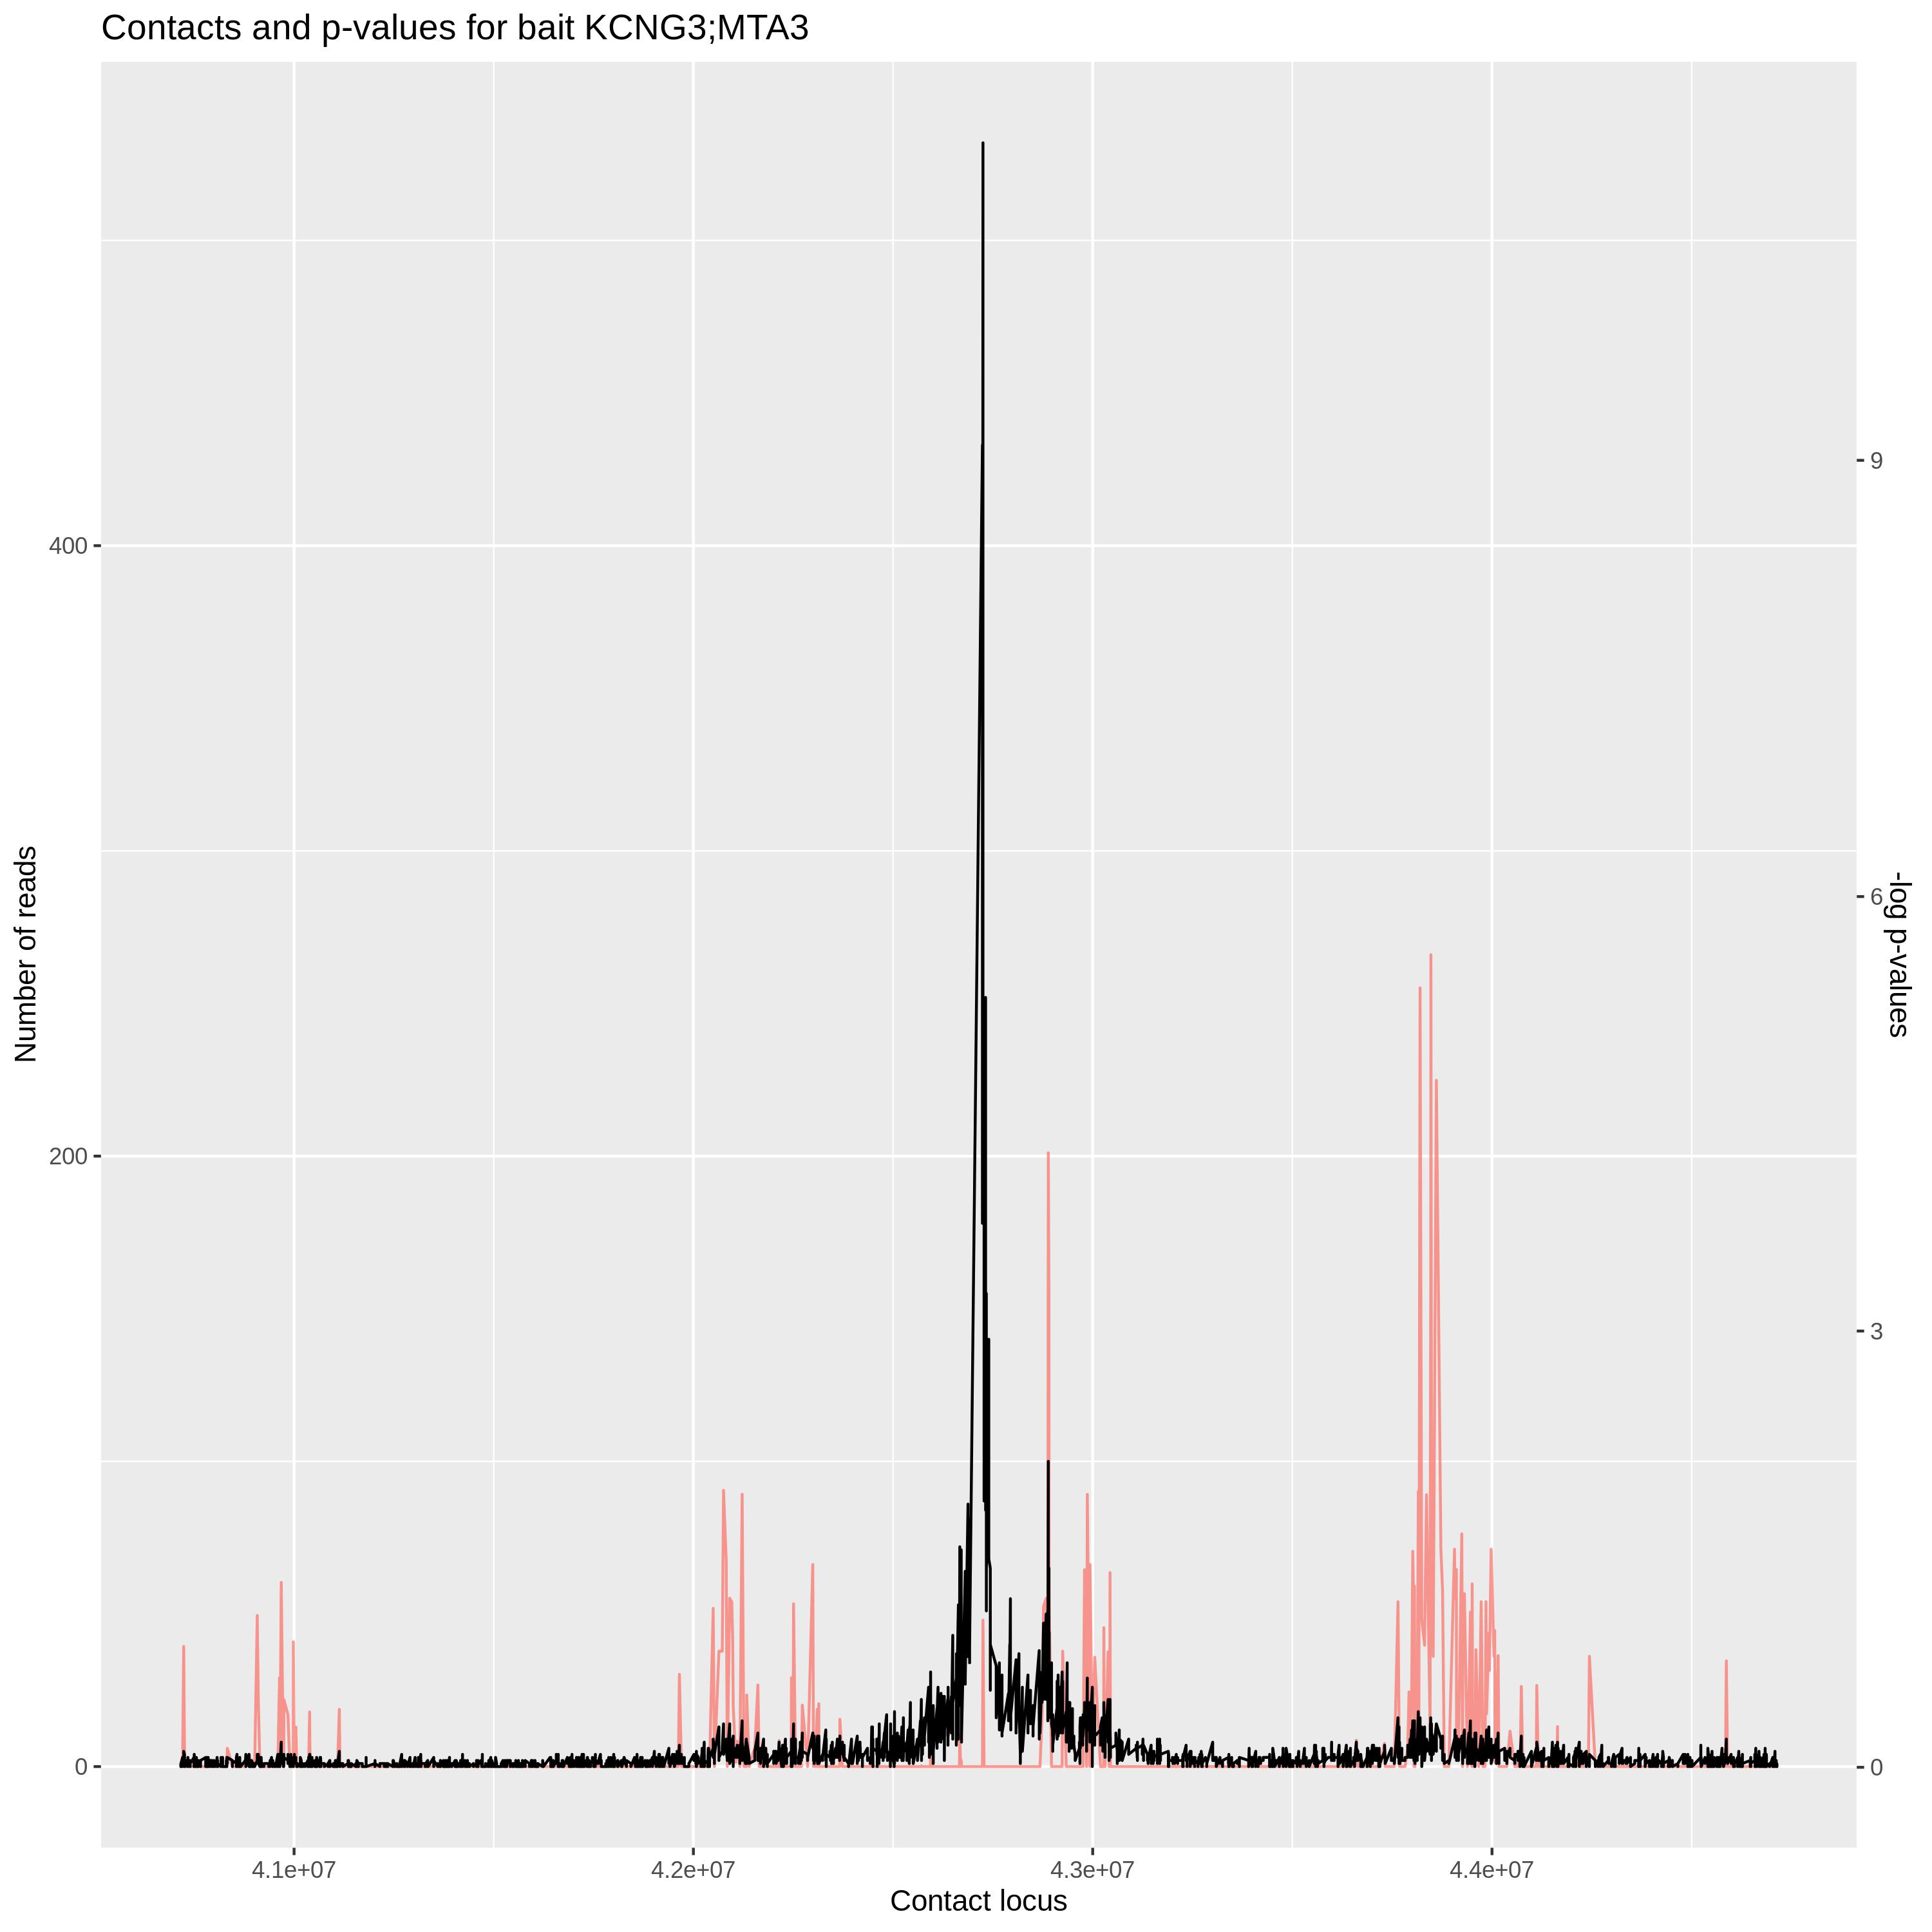 Contacts and p-values for bait KCNG3;MTA3
Number of reads
400
200
0
9
6
3
0
-log p-values
4.1e+07
4.2e+07
4.3e+07
4.4e+07
Contact locus